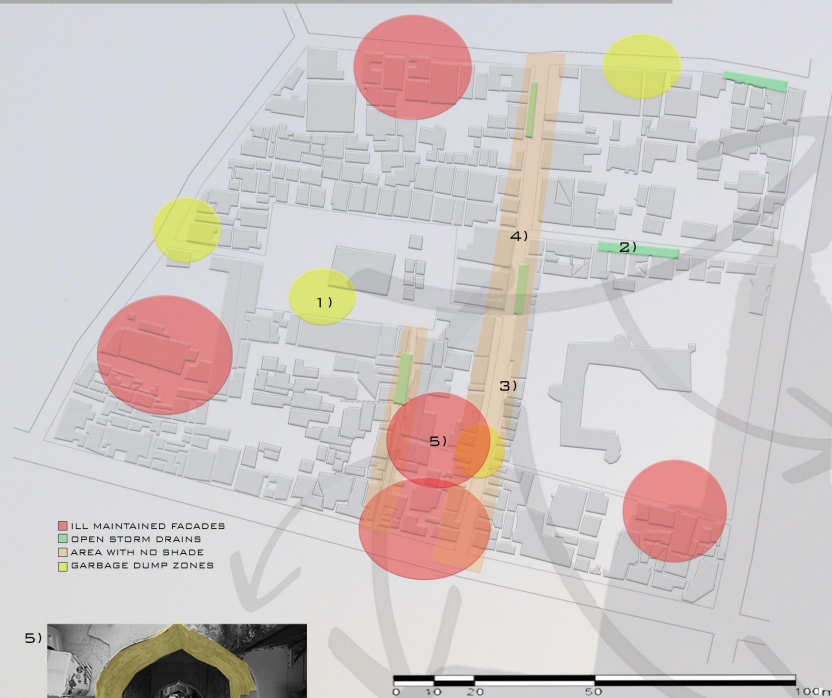 4)
2)
1)
3)
5)
ILL MAINTAINED FACADES
OPEN STORM DRAINS
AREA WITH NO SHADE
GARBAGE DUMP ZONES
5)
0 10 20 50 100m